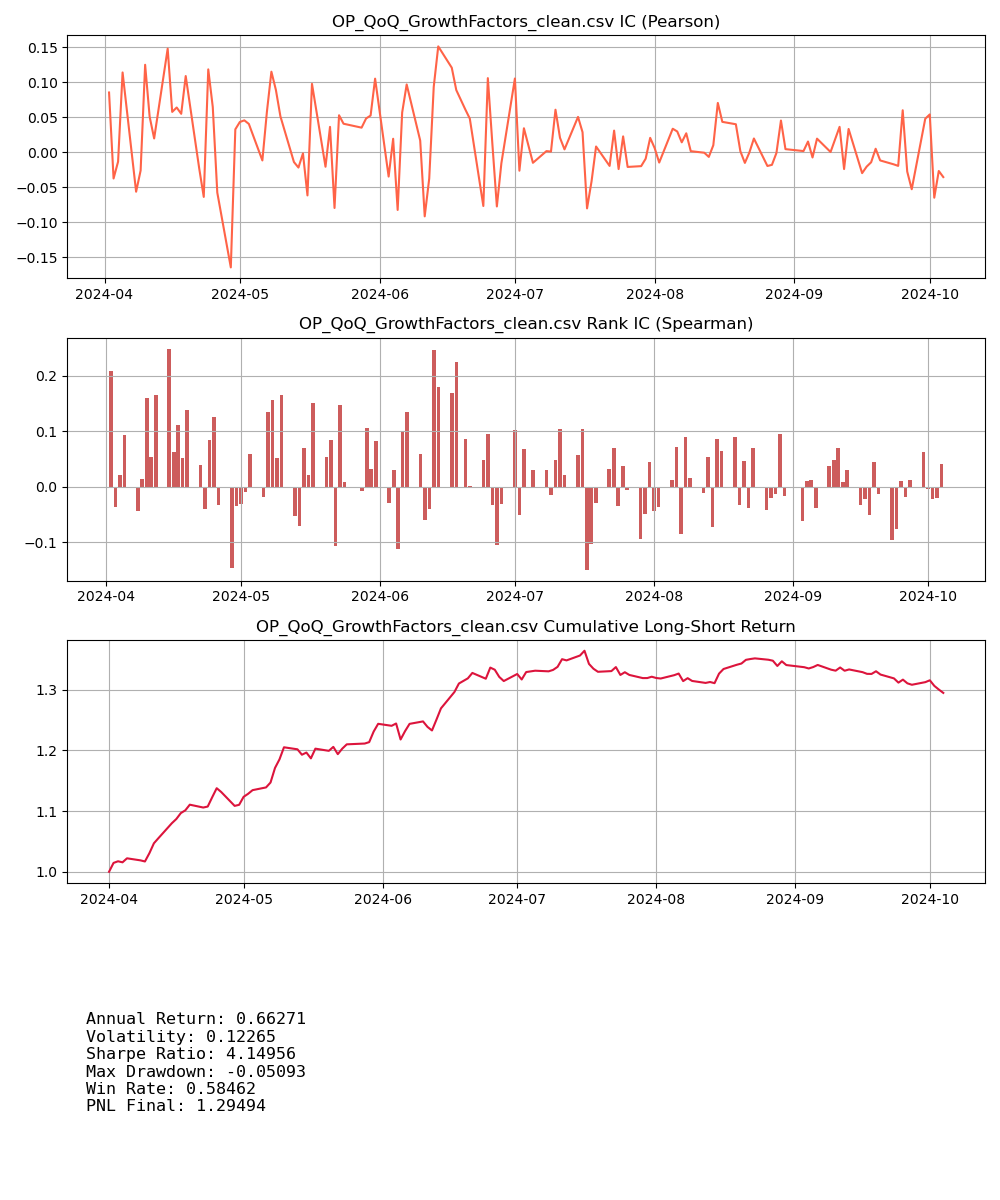 OP_QoQ_GrowthFactors_clean.csv IC (Pearson)
0.15
0.10
0.05
0.00
−0.05
−0.10
−0.15
2024-04 2024-05 2024-06 2024-07 2024-08 2024-09 2024-10
OP_QoQ_GrowthFactors_clean.csv Rank IC (Spearman)
0.2
0.1
0.0
−0.1
2024-04 2024-05 2024-06 2024-07 2024-08 2024-09 2024-10
OP_QoQ_GrowthFactors_clean.csv Cumulative Long-Short Return
1.3
1.2
1.1
1.0
2024-04 2024-05 2024-06 2024-07 2024-08 2024-09 2024-10
Annual Return: 0.66271
Volatility: 0.12265
Sharpe Ratio: 4.14956
Max Drawdown: -0.05093
Win Rate: 0.58462
PNL Final: 1.29494